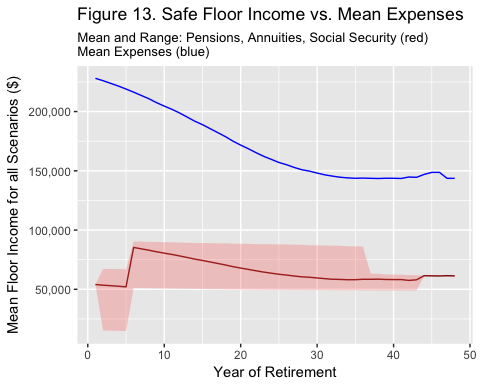 Figure 13. Safe Floor Income vs. Mean Expenses
Mean and Range: Pensions, Annuities, Social Security (red)
Mean Expenses (blue)
Mean Floor Income for all Scenarios ($)
200,000
150,000
100,000
50,000
0
10
20
30
40
50
Year of Retirement